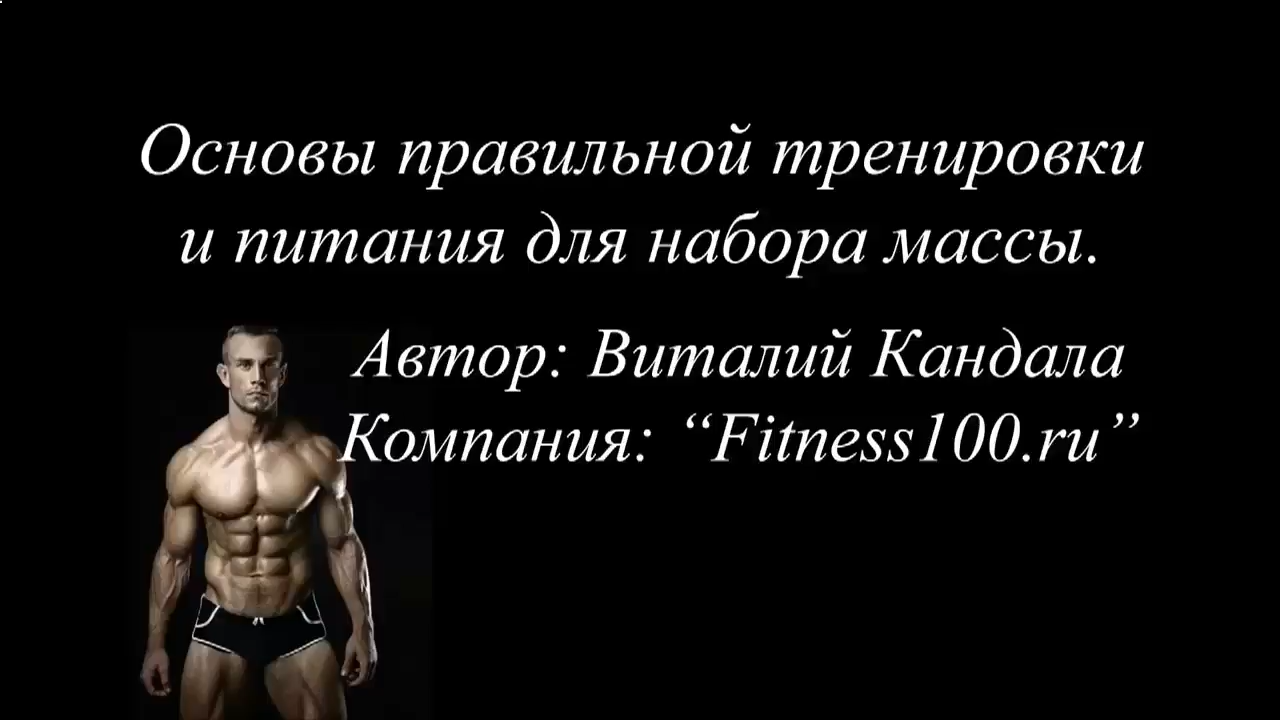 Основы правильной тренировки
и питания для набора массы.
Автор: Виталий Кандала
Компания: “Fitness100.ru”